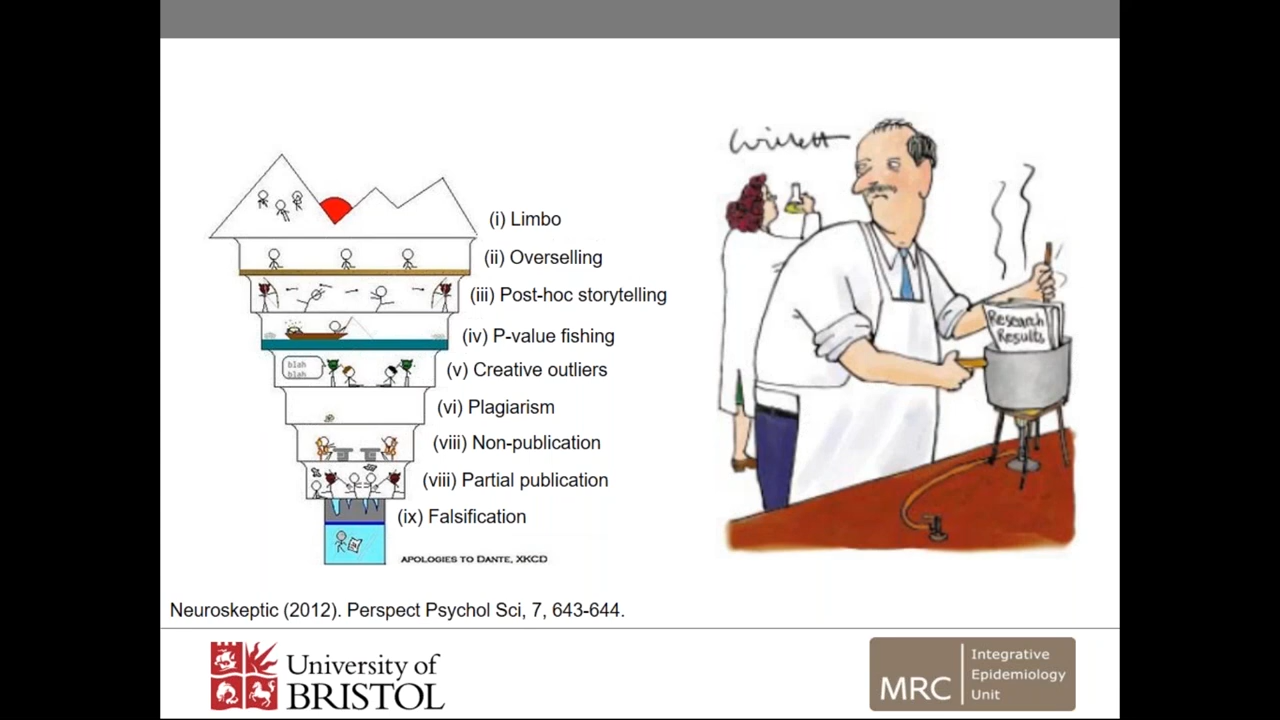 (i) Limbo
(ii) Overselling
(iii) Post-hoc storytelling
(iv) P-value fishing
blah
blah
(v) Creative outliers
(vi) Plagiarism
(viii) Non-publication
(viii) Partial publication
(ix) Falsification
APOLOGIES TO DANTE, XKCD
Research
Results
Neuroskeptic (2012). Perspect Psychol Sci, 7, 643-644.
University of
BRISTOL
MRC
Integrative
Epidemiology
Unit